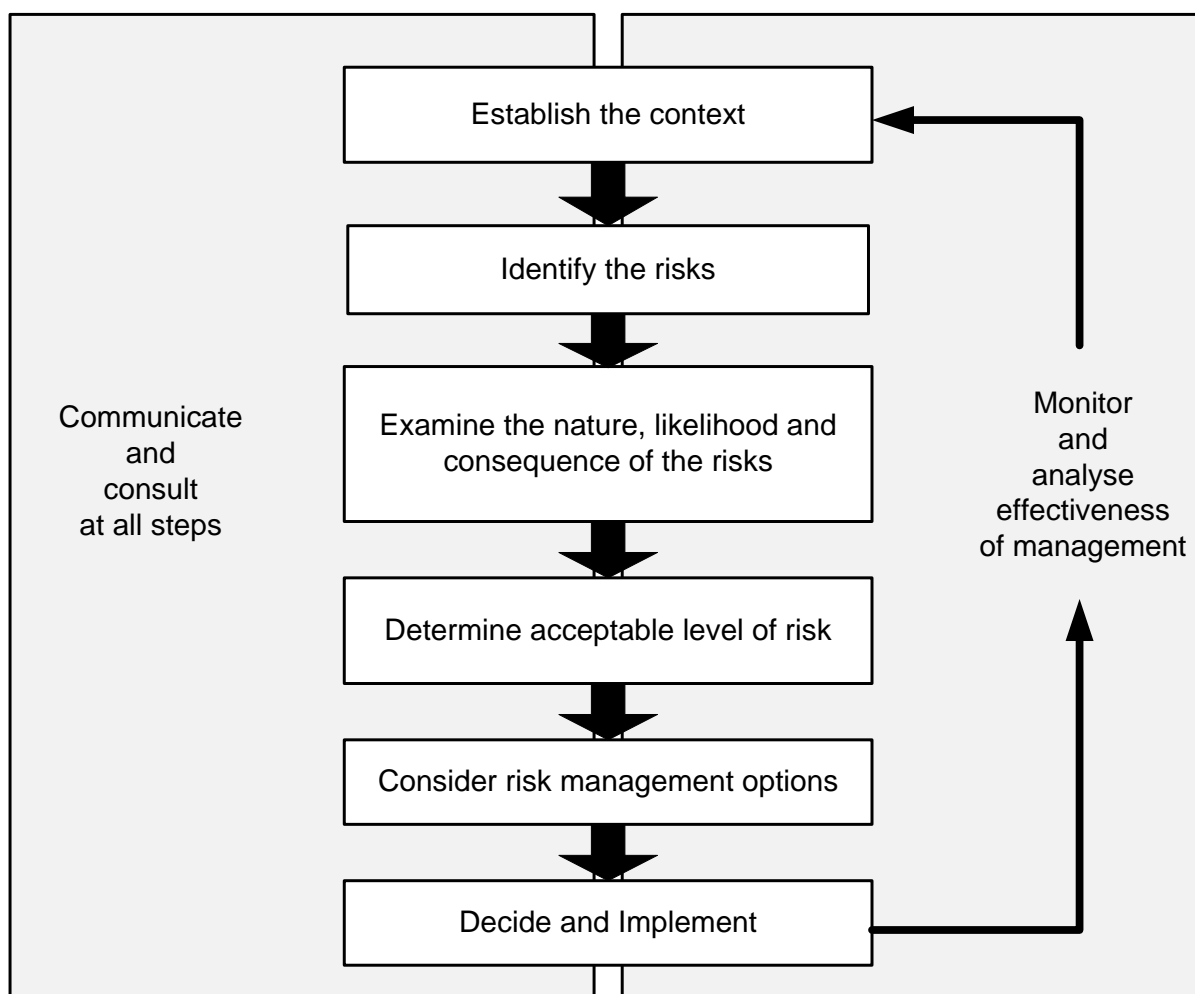 Establish the context
Identify the risks
Examine the nature, likelihood and
consequence of the risks
Determine acceptable level of risk
Consider risk management options
Decide and Implement
Communicate
and
consult
at all steps
Monitor
and
analyse
effectiveness
of management